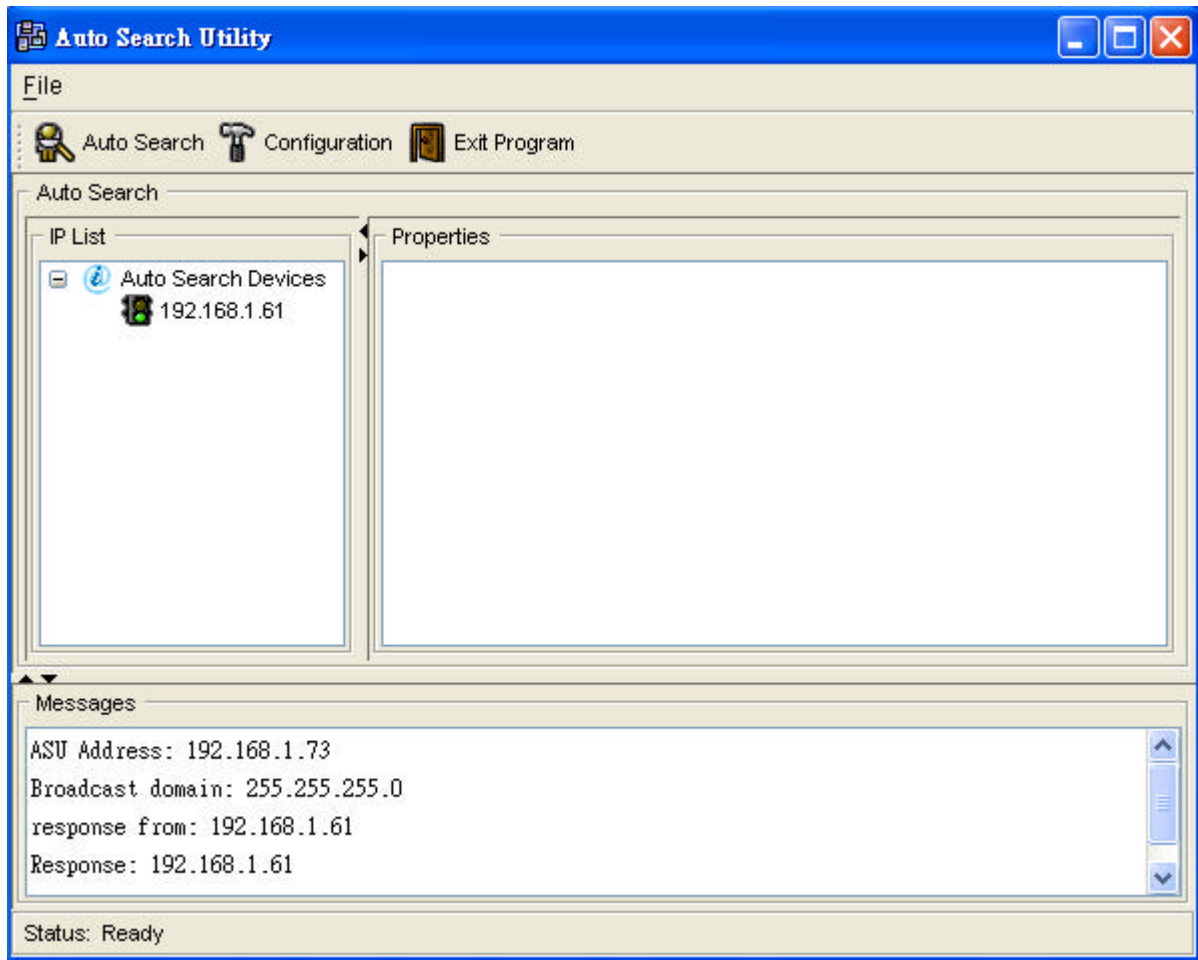 Auto Search Utility
File
Auto Search Configuration Exit Program
Auto Search
IP List
Auto Search Devices
192.168.1.61
Properties
Messages
ASU Address: 192.168.1.73
Broadcast domain: 255.255.255.0
response from: 192.168.1.61
Response: 192.168.1.61
Status: Ready